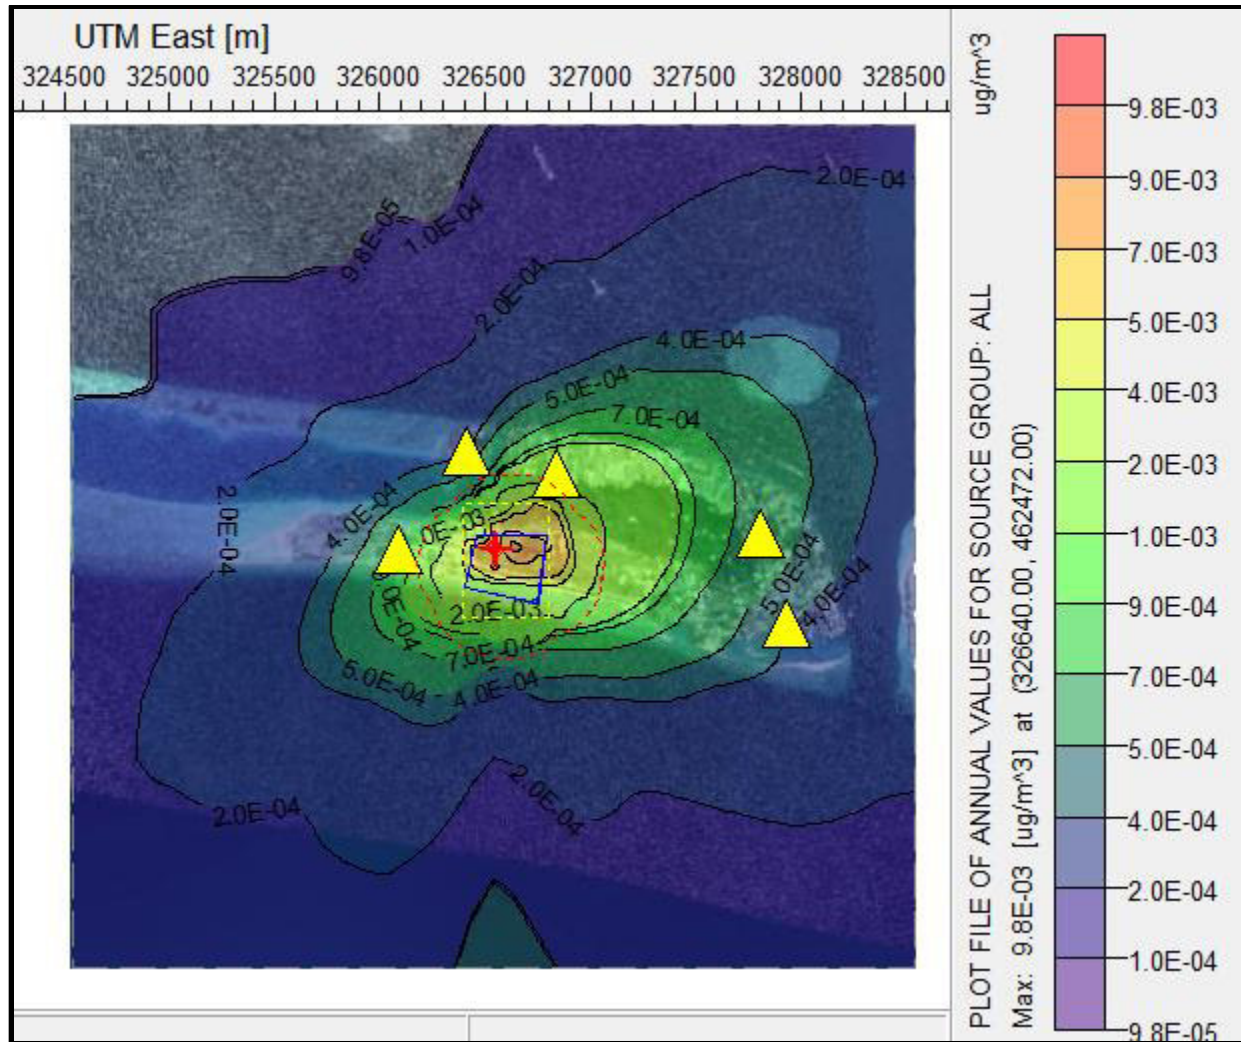 UTM East [m]
324500 325000 325500 326000 326500 327000 327500 328000 328500
2.0E-04
9.8E-05
1.0E-04
2.0E-04
4.0E-04
5.0E-04
7.0E-04
2.0E-04
4.0E-04
5.0E-04
4.0E-04
2.0E-03
7.0E-04
5.0E-04
4.0E-04
2.0E-04
2.0E-04
ug/m^3
PLOT FILE OF ANNUAL VALUES FOR SOURCE GROUP: ALL
Max: 9.8E-03 [ug/m^3] at (326640.00, 462472.00)
9.8E-03
9.0E-03
7.0E-03
5.0E-03
4.0E-03
2.0E-03
1.0E-03
9.0E-04
7.0E-04
5.0E-04
4.0E-04
2.0E-04
1.0E-04
9.8E-05